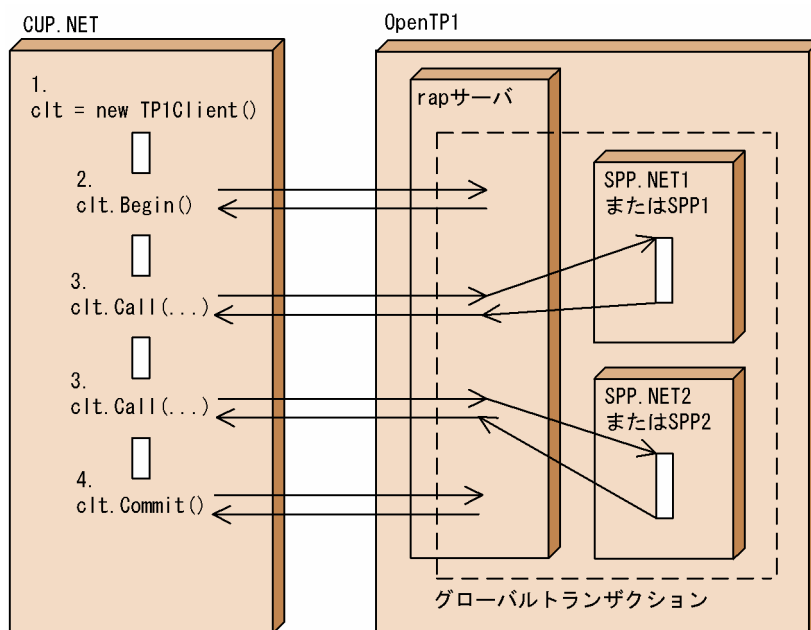 CUP.NET
1.
clt = new TP1Client()
2.
clt.Begin()
3.
clt.Call(...)
3.
clt.Call(...)
4.
clt.Commit()
OpenTP1
rapサーバ
SPP.NET1
またはSPP1
SPP.NET2
またはSPP2
グローバルトランザクション